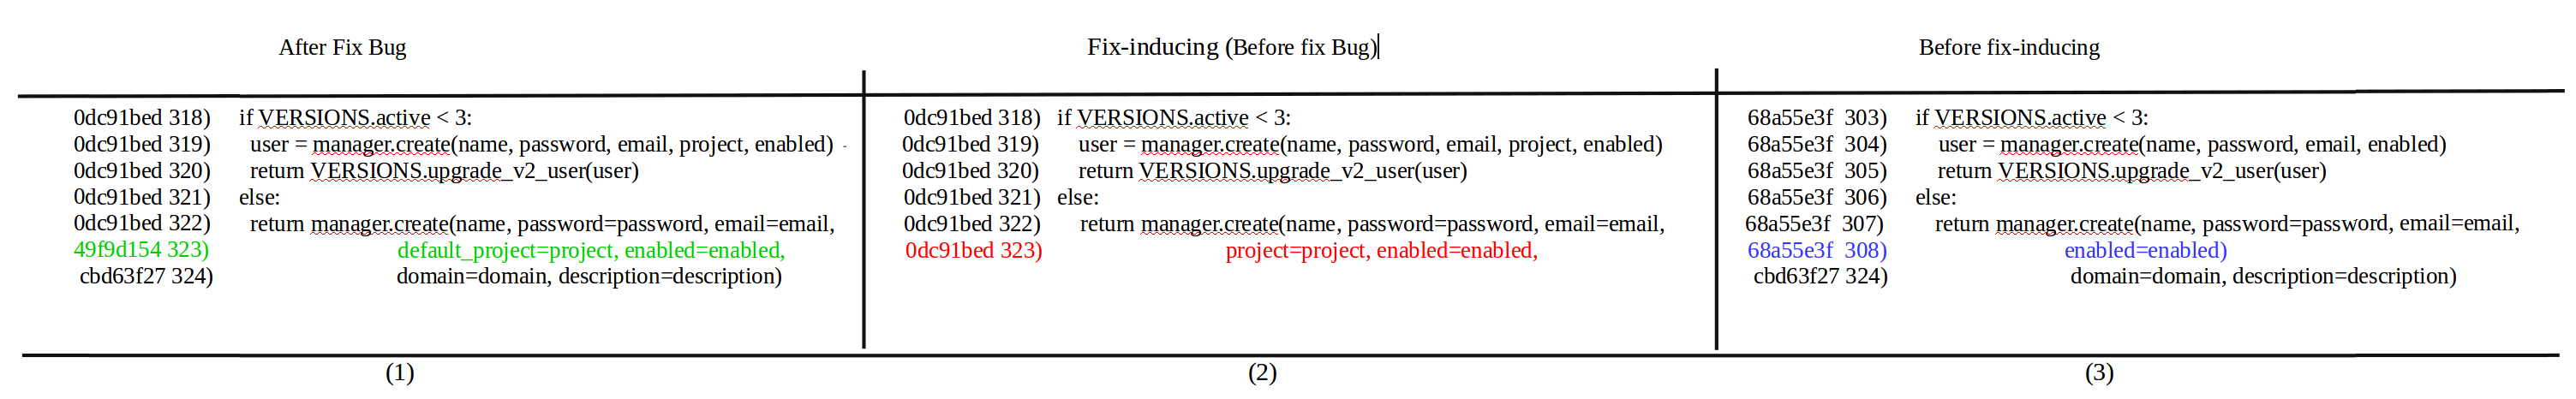 After Fix Bug
0dc91bed 318) if VERSIONS.active < 3:
0dc91bed 319) user = manager.create(name, password, email, project, enabled) -
0dc91bed 320) return VERSIONS.upgrade_v2_user(user)
0dc91bed 321) else:
0dc91bed 322) return manager.create(name, password=password, email=email,
49f9d154 323) default_project=project, enabled=enabled,
cbd63f27 324) domain=domain, description=description)
(1)
Fix-inducing (Before fix Bug)
0dc91bed 318) if VERSIONS.active < 3:
0dc91bed 319) user = manager.create(name, password, email, project, enabled)
0dc91bed 320) return VERSIONS.upgrade_v2_user(user)
0dc91bed 321) else:
0dc91bed 322) return manager.create(name, password=password, email=email,
0dc91bed 323) project=project, enabled=enabled,
(2)
Before fix-inducing
68a55e3f 303) if VERSIONS.active < 3:
68a55e3f 304) user = manager.create(name, password, email, enabled)
68a55e3f 305) return VERSIONS.upgrade_v2_user(user)
68a55e3f 306) else:
68a55e3f 307) return manager.create(name, password=password, email=email,
68a55e3f 308) enabled=enabled)
cbd63f27 324) domain=domain, description=description)
(3)